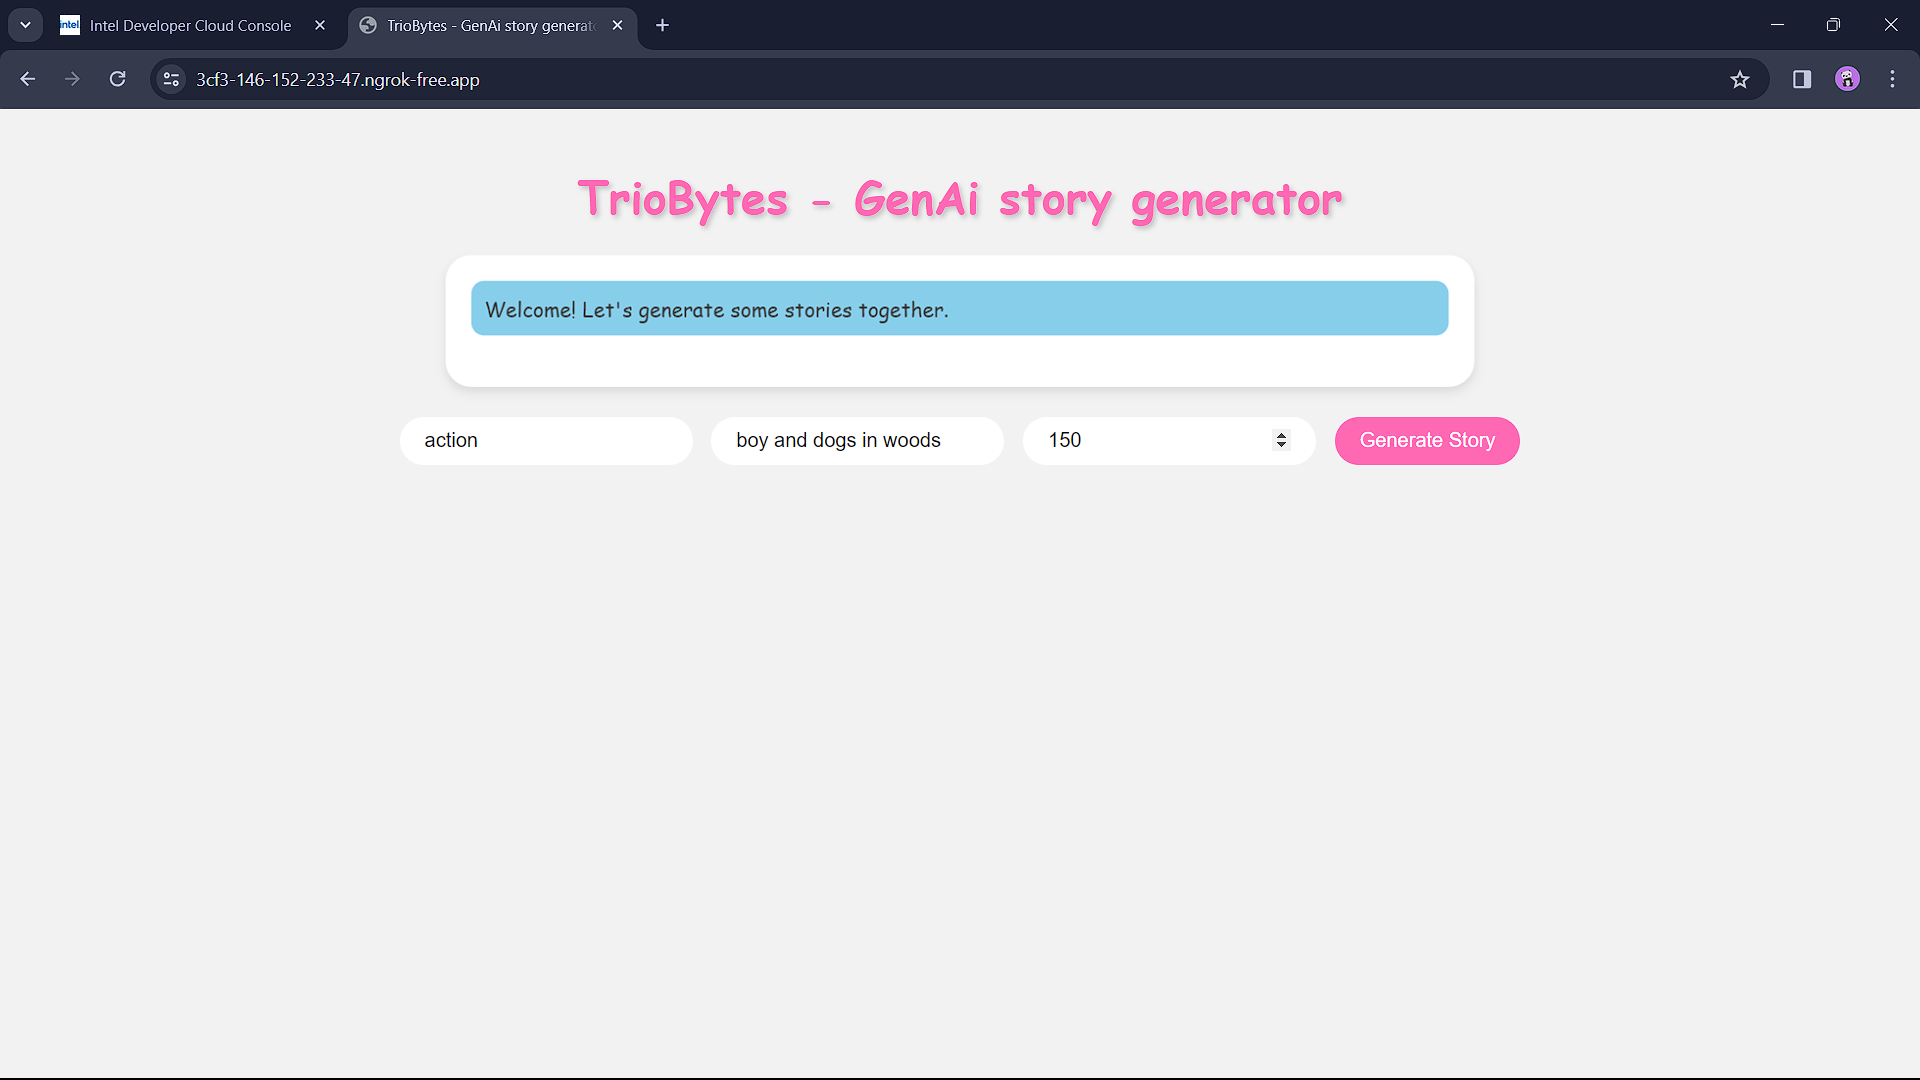 intel Intel Developer Cloud Console
TrioBytes - GenAi story generat
3cf3-146-152-233-47.ngrok-free.app
TrioBytes - GenAi story generator
Welcome! Let's generate some stories together.
action
boy and dogs in woods
150
Generate Story